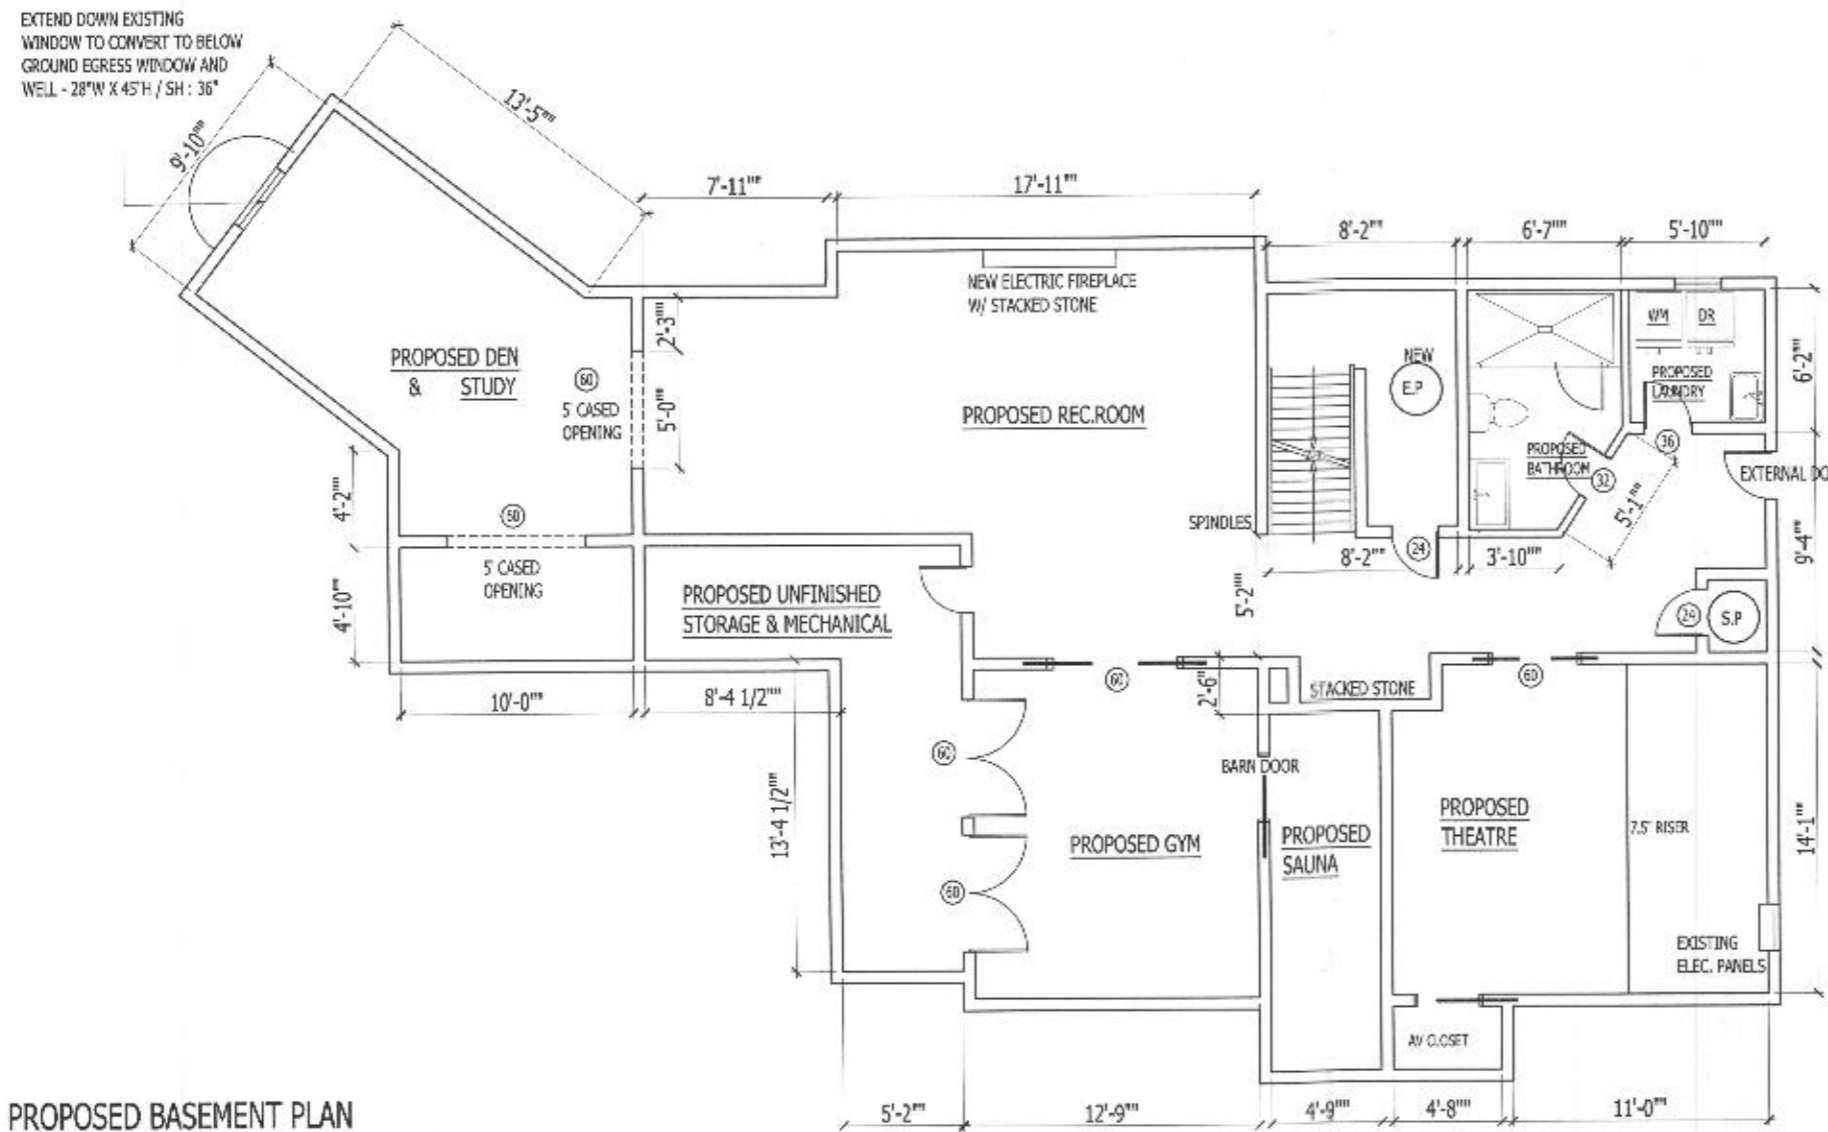 EXTEND DOWN EXISTING
WINDOW TO CONVERT TO BELOW
GROUND EGRESS WINDOW AND
WELL - 28"W X 45"H / SH : 36"
9'-10""
13'-5""
7'-11""
17'-11""
8'-2""
6'-7""
5'-10""
NEW ELECTRIC FIREPLACE
W/ STACKED STONE
2'-3""
PROPOSED DEN
& STUDY
60
5' CASED
OPENING
5'-0""
PROPOSED REC.ROOM
NEW
E.P
WM
DR
PROPOSED
LAUNDRY
6'-2""
36
PROPOSED
BATHROOM
32
5'-1""
EXTERNAL DO
4'-2""
60
5' CASED
OPENING
4'-10""
SPINDLES
8'-2""
24
3'-10""
9'-4""
PROPOSED UNFINISHED
STORAGE & MECHANICAL
5'-2""
24
S.P
10'-0""
8'-4 1/2""
60
2'-6""
STACKED STONE
60
13'-4 1/2""
60
BARN DOOR
PROPOSED GYM
PROPOSED
SAUNA
PROPOSED
THEATRE
7.5" RISER
14'-1""
60
EXISTING
ELEC. PANELS
AV CLOSET
5'-2""
12'-9""
4'-9""
4'-8""
11'-0""
PROPOSED BASEMENT PLAN